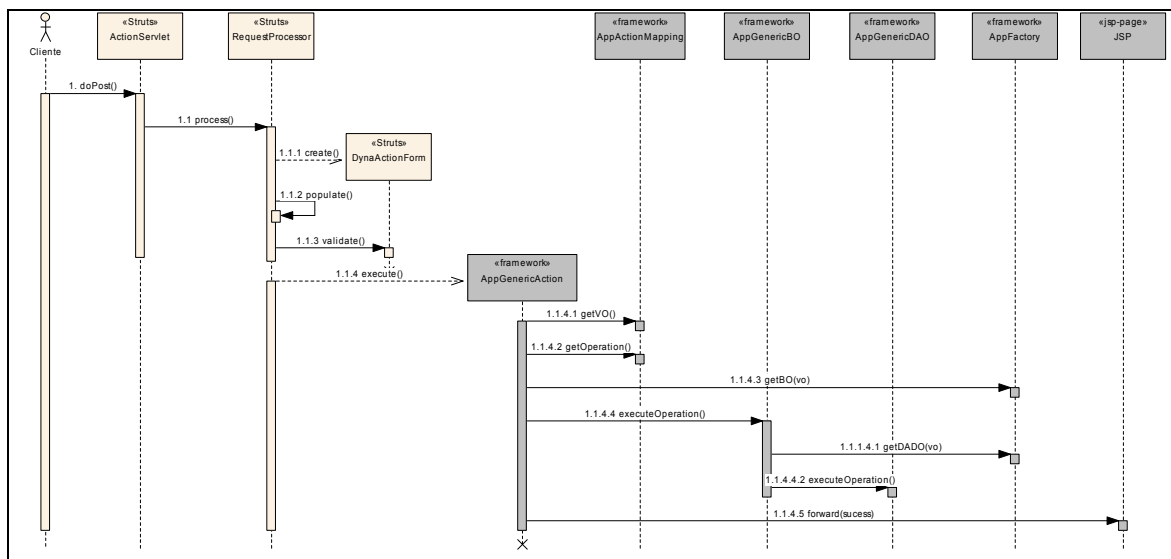 Cliente
«Struts»
ActionServlet
«Struts»
RequestProcessor
«framework»
AppActionMapping
«framework»
AppGenericBO
«framework»
AppGenericDAO
«framework»
AppFactory
«jsp-page»
JSP
1. doPost()
1.1 process()
1.1.1 create()
«Struts»
DynaActionForm
1.1.2 populate()
1.1.3 validate()
1.1.4 execute()
«framework»
AppGenericAction
1.1.4.1 getVO()
1.1.4.2 getOperation()
1.1.4.3 getBO(vo)
1.1.4.4 executeOperation()
1.1.1.4.1 getDADO(vo)
1.1.4.4.2 executeOperation()
1.1.4.5 forward(sucess)